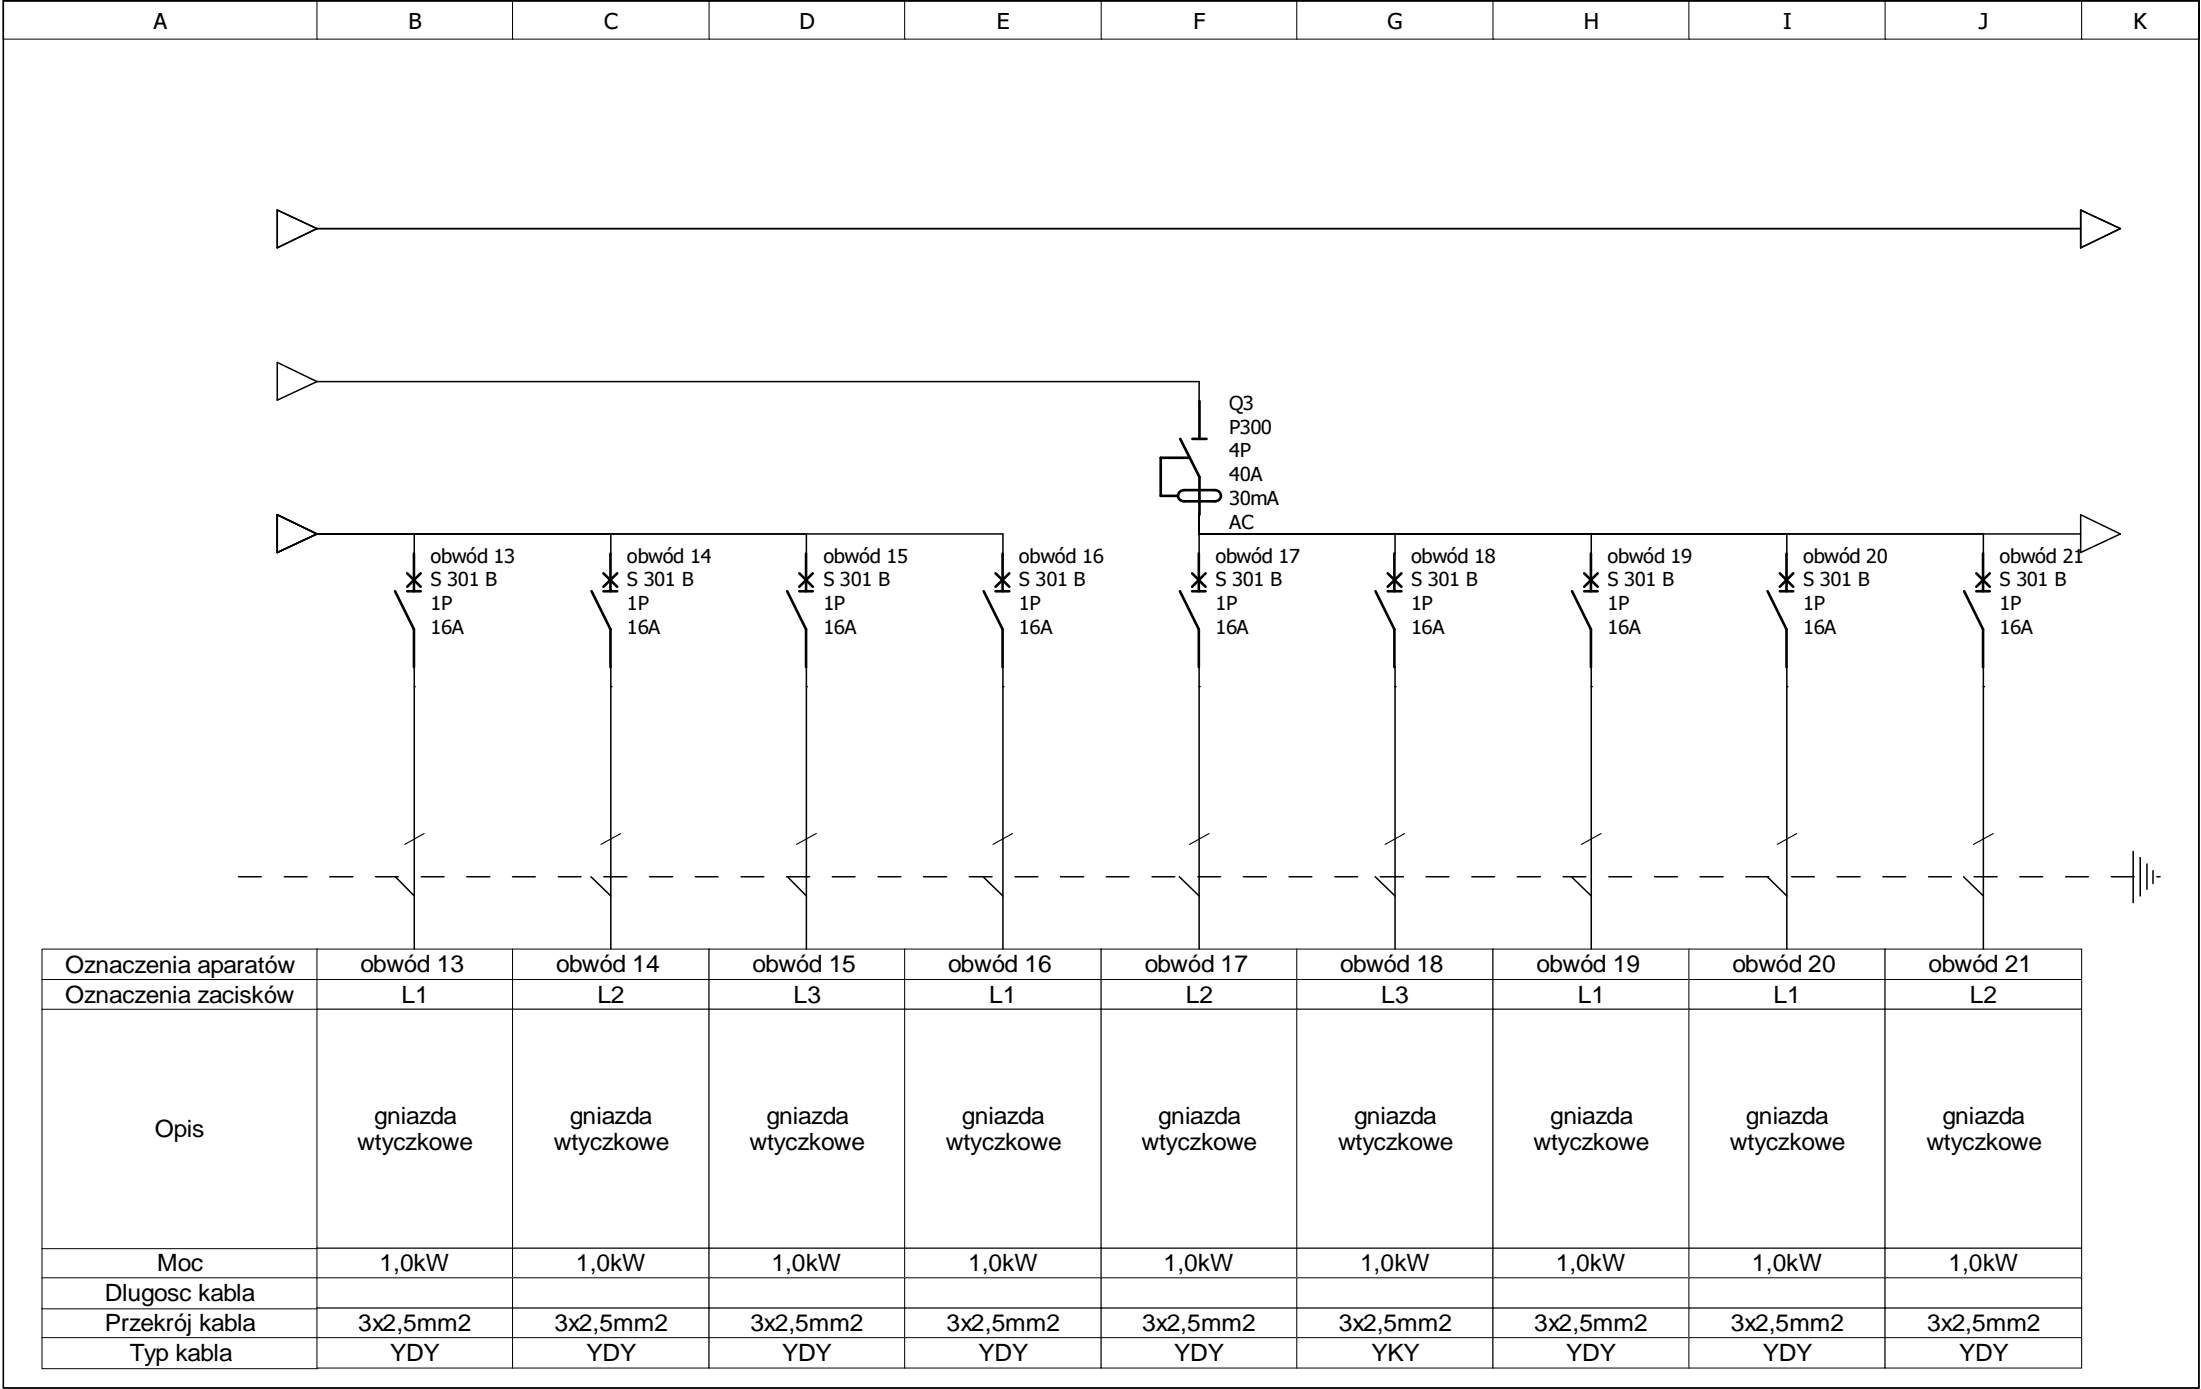 A B C D E F G H I J K
Q3
P300
4P
40A
30mA
AC
obwód 13 obwód 14 obwód 15 obwód 16 obwód 17 obwód 18 obwód 19 obwód 20 obwód 21
S 301 B S 301 B S 301 B S 301 B S 301 B S 301 B S 301 B S 301 B S 301 B
1P 1P 1P 1P 1P 1P 1P 1P 1P
16A 16A 16A 16A 16A 16A 16A 16A 16A
Oznaczenia aparatów obwód 13 obwód 14 obwód 15 obwód 16 obwód 17 obwód 18 obwód 19 obwód 20 obwód 21
Oznaczenia zacisków L1 L2 L3 L1 L2 L3 L1 L1 L2
Opis
gniazda gniazda gniazda gniazda gniazda gniazda gniazda gniazda gniazda
wtyczkowe wtyczkowe wtyczkowe wtyczkowe wtyczkowe wtyczkowe wtyczkowe wtyczkowe wtyczkowe
Moc 1,0kW 1,0kW 1,0kW 1,0kW 1,0kW 1,0kW 1,0kW 1,0kW 1,0kW
Dlugosc kabla
Przekrój kabla 3x2,5mm2 3x2,5mm2 3x2,5mm2 3x2,5mm2 3x2,5mm2 3x2,5mm2 3x2,5mm2 3x2,5mm2 3x2,5mm2
Typ kabla YDY YDY YDY YDY YDY YKY YDY YDY YDY